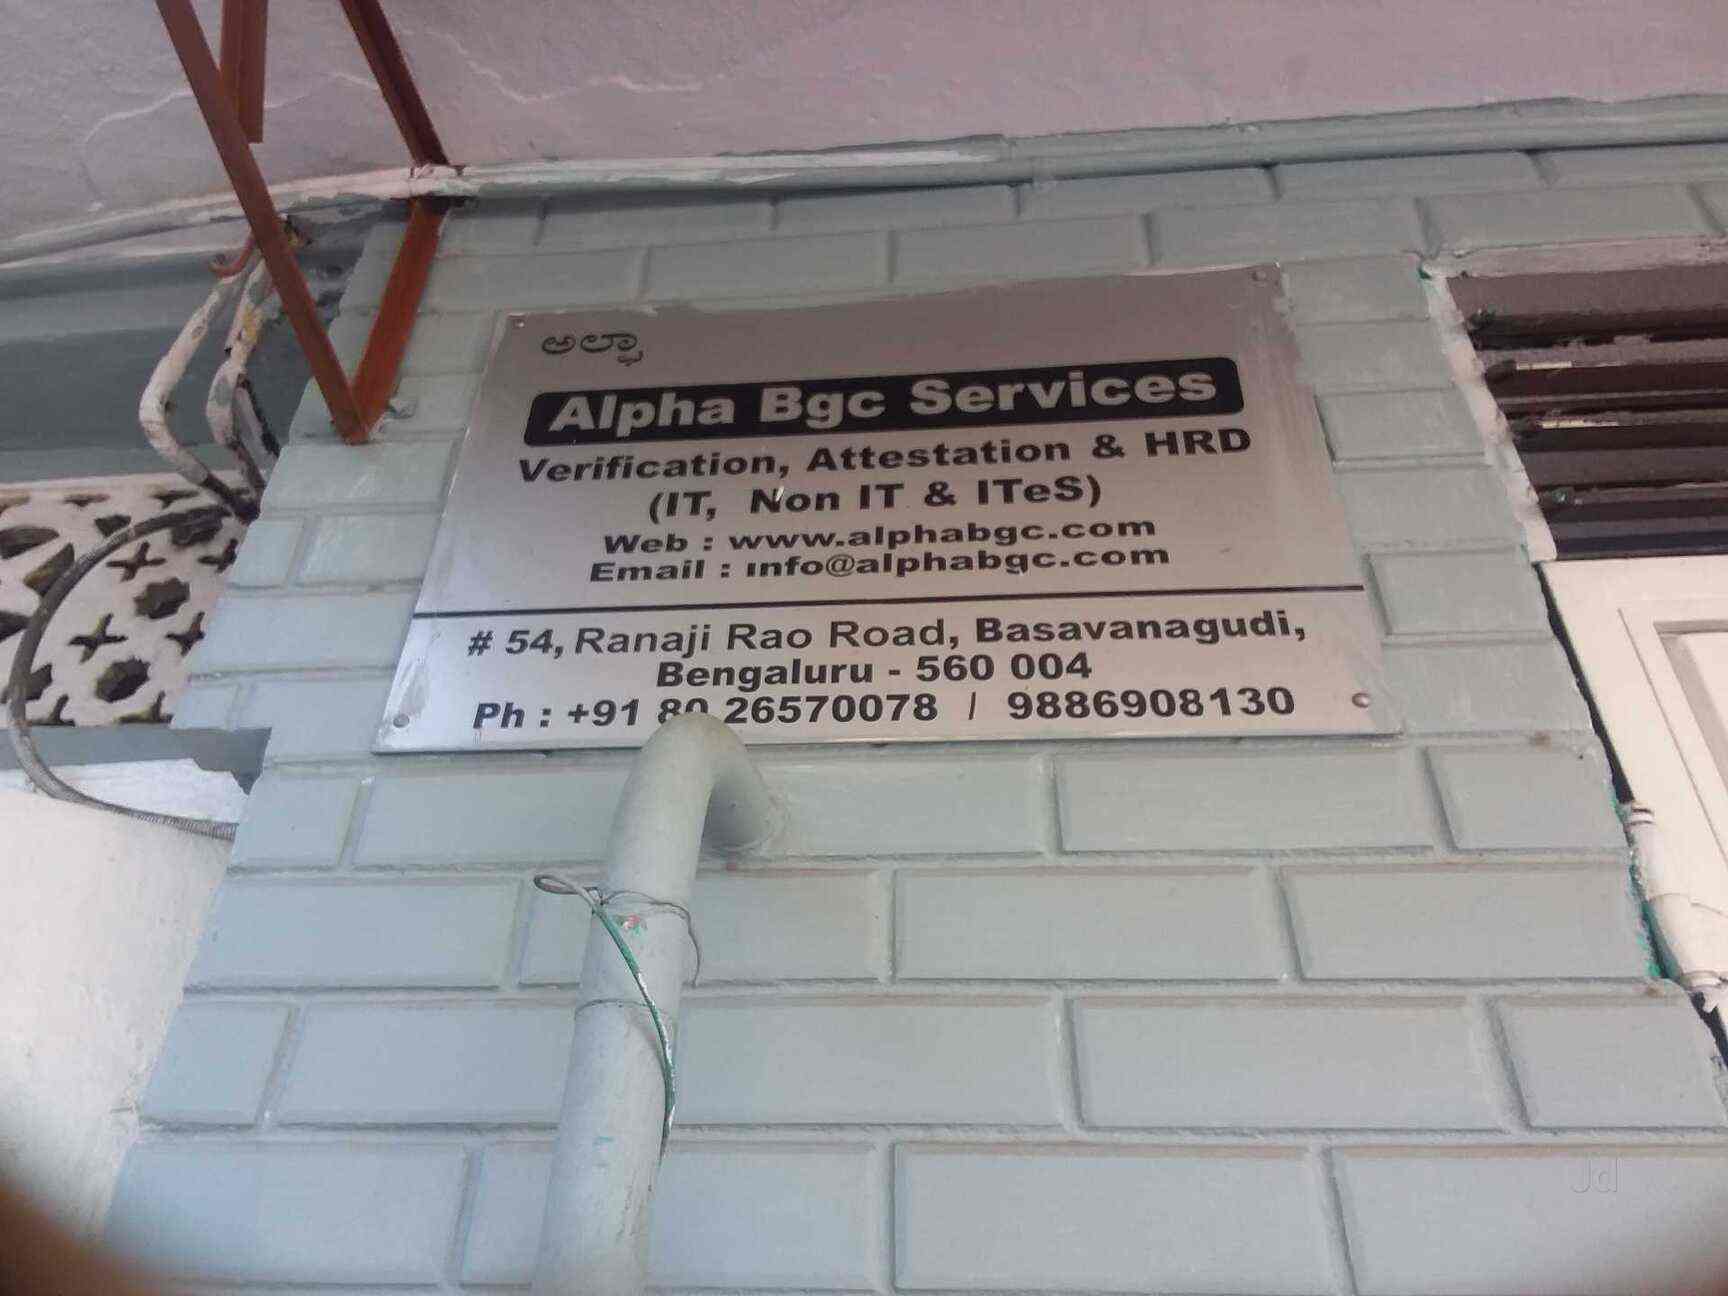 ಅಲ್ಫಾ
Alpha Bgc Services
Verification, Attestation & HRD
(IT, Non IT & ITeS)
Web : www.alphabgc.com
Email : info@alphabgc.com
# 54, Ranaji Rao Road, Basavanagudi,
Bengaluru - 560 004
Ph : +91 80 26570078 / 9886908130
Jd